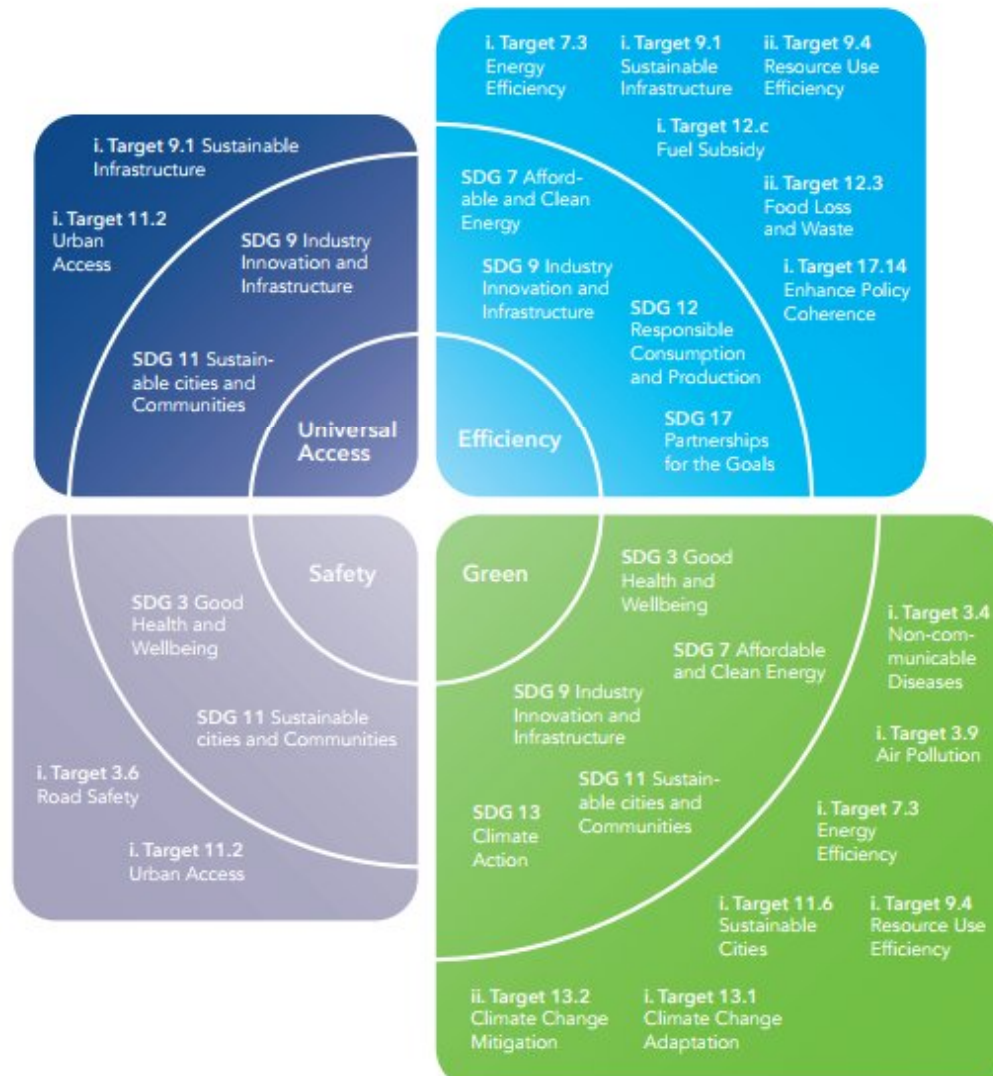 i. Target 9.1 Sustainable
Infrastructure
i. Target 11.2
Urban
Access
SDG 9 Industry
Innovation and
Infrastructure
SDG 11 Sustain-
able cities and
Communities
Universal
Access
i. Target 7.3
Energy
Efficiency
i. Target 9.1
Sustainable
Infrastructure
ii. Target 9.4
Resource Use
Efficiency
i. Target 12.c
Fuel Subsidy
ii. Target 12.3
Food Loss
and Waste
i. Target 17.14
Enhance Policy
Coherence
SDG 7 Afford-
able and Clean
Energy
SDG 9 Industry
Innovation and
Infrastructure
SDG 12
Responsible
Consumption
and Production
SDG 17
Partnerships
for the Goals
Efficiency
Safety
SDG 3 Good
Health and
Wellbeing
SDG 11 Sustainable
cities and Communities
i. Target 3.6
Road Safety
i. Target 11.2
Urban Access
Green
SDG 3 Good
Health and
Wellbeing
SDG 7 Affordable
and Clean Energy
SDG 9 Industry
Innovation and
Infrastructure
SDG 11 Sustain-
able cities and
Communities
SDG 13
Climate
Action
i. Target 3.4
Non-com-
municable
Diseases
i. Target 3.9
Air Pollution
i. Target 7.3
Energy
Efficiency
i. Target 11.6
Sustainable
Cities
i. Target 9.4
Resource Use
Efficiency
ii. Target 13.2
Climate Change
Mitigation
i. Target 13.1
Climate Change
Adaptation